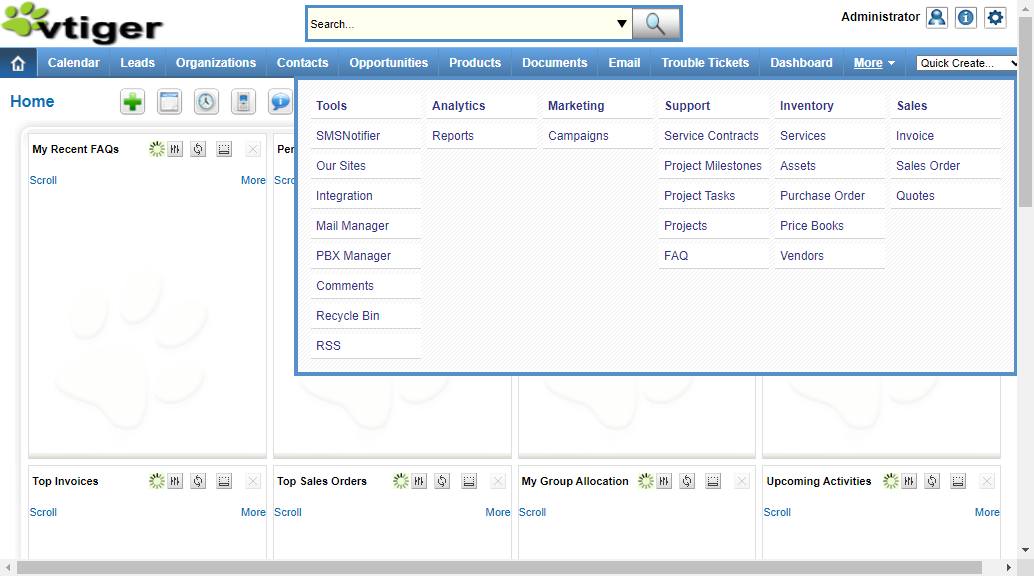 vtiger
Search...
Administrator
Calendar Leads Organizations Contacts Opportunities Products Documents Email Trouble Tickets Dashboard More Quick Create...
Home
Tools Analytics Marketing Support Inventory Sales
SMSNotifier Reports Campaigns Service Contracts Services Invoice
Our Sites Project Milestones Assets Sales Order
Integration Project Tasks Purchase Order Quotes
Mail Manager Projects Price Books
PBX Manager FAQ Vendors
Comments
Recycle Bin
RSS
My Recent FAQs Per
Scroll More Scro
Top Invoices Top Sales Orders My Group Allocation Upcoming Activities
Scroll More Scroll More Scroll Scroll More